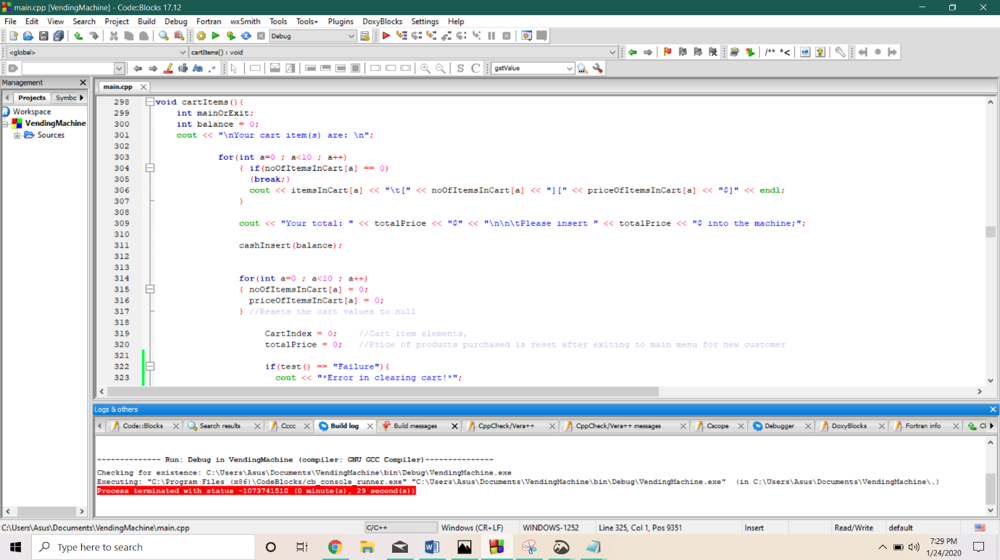 main.cpp [VendingMachine] - Code::Blocks 17.12
File Edit View Search Project Build Debug Fortran wxSmith Tools Tools+ Plugins DoxyBlocks Settings Help
Debug
<global> cartItems() : void /** *<
Aa .* S C getValue
Management
main.cpp
Projects Symbc
Workspace
VendingMachine
Sources
298 void cartItems(){
299 int mainOrExit;
300 int balance = 0;
301 cout << "\nYour cart item(s) are: \n";
302
303 for(int a=0 ; a<10 ; a++)
304 { if(noOfItemsInCart[a] == 0)
305 {break;}
306 cout << itemsInCart[a] << "\t[" << noOfItemsInCart[a] << "][" << priceOfItemsInCart[a] << "$]" << endl;
307 }
308
309 cout << "Your total: " << totalPrice << "$" << "\n\n\tPlease insert " << totalPrice << "$ into the machine;";
310
311 cashInsert(balance);
312
313
314 for(int a=0 ; a<10 ; a++)
315 { noOfItemsInCart[a] = 0;
316 priceOfItemsInCart[a] = 0;
317 } //Resets the cart values to null
318
319 CartIndex = 0; //Cart item elements,
320 totalPrice = 0; //Price of products purchased is reset after exiting to main menu for new customer
321
322 if(test() == "Failure"){
323 cout << "*Error in clearing cart!*";
Logs & others
Code::Blocks Search results Cccc Build log Build messages CppCheck/Vera++ CppCheck/Vera++ messages Cscope Debugger DoxyBlocks Fortran info
-------------- Run: Debug in VendingMachine (compiler: GNU GCC Compiler)---------------
Checking for existence: C:\Users\Asus\Documents\VendingMachine\bin\Debug\VendingMachine.exe
Executing: "C:\Program Files (x86)\CodeBlocks/cb_console_runner.exe" "C:\Users\Asus\Documents\VendingMachine\bin\Debug\VendingMachine.exe" (in C:\Users\Asus\Documents\VendingMachine\.)
Process terminated with status -1073741510 (0 minute(s), 29 second(s))
C:\Users\Asus\Documents\VendingMachine\main.cpp C/C++ Windows (CR+LF) WINDOWS-1252 Line 325, Col 1, Pos 9351 Insert Read/Write default
Type here to search
7:29 PM
1/24/2020